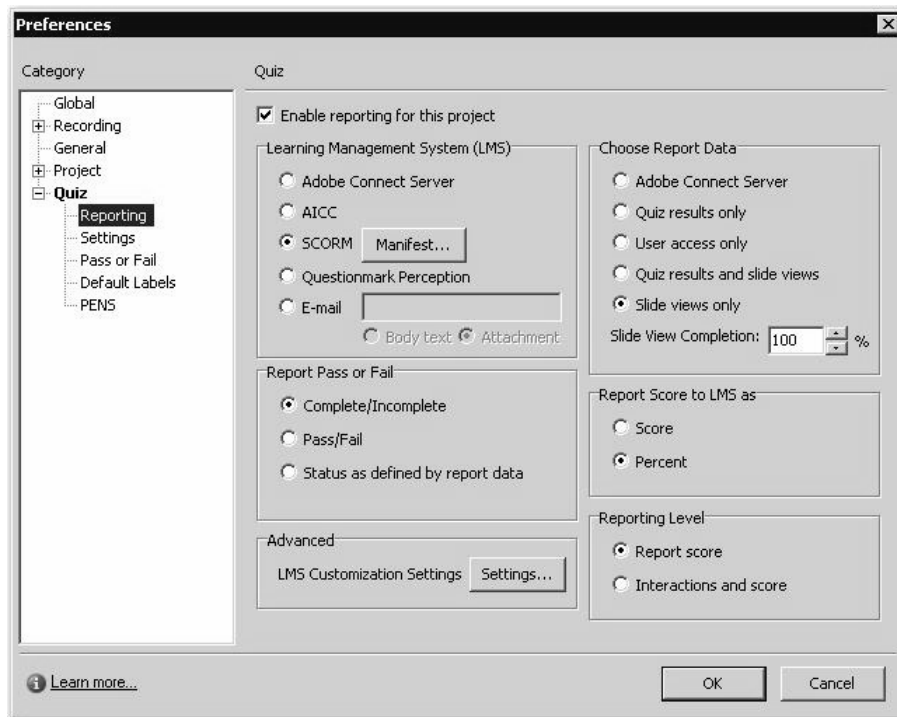 Preferences
Category
Global
Recording
General
Project
Quiz
Reporting
Settings
Pass or Fail
Default Labels
PENS
Quiz
Enable reporting for this project
Learning Management System (LMS)
Adobe Connect Server
AICC
SCORM Manifest...
Questionmark Perception
E-mail
Body text Attachment
Report Pass or Fail
Complete/Incomplete
Pass/Fail
Status as defined by report data
Advanced
LMS Customization Settings Settings...
Choose Report Data
Adobe Connect Server
Quiz results only
User access only
Quiz results and slide views
Slide views only
Slide View Completion: 100 %
Report Score to LMS as
Score
Percent
Reporting Level
Report score
Interactions and score
Learn more...
OK Cancel